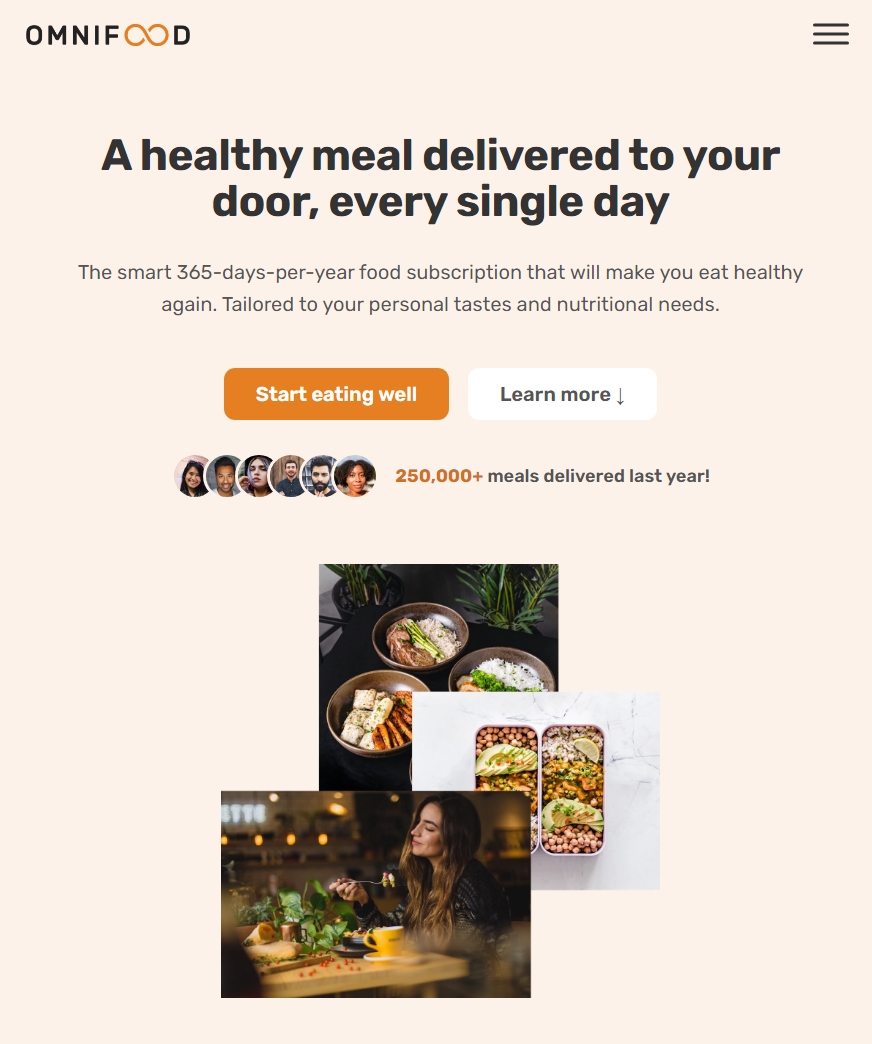 OMNIFOOD
A healthy meal delivered to your
door, every single day
The smart 365-days-per-year food subscription that will make you eat healthy
again. Tailored to your personal tastes and nutritional needs.
Start eating well
Learn more ↓
250,000+ meals delivered last year!